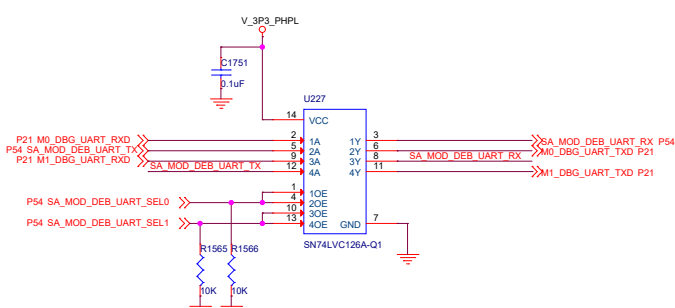 V_3P3_PHPL
C1751
0.1uF
U227
14 VCC
P21 M0_DBG_UART_RXD 2 1A 1Y 3 SA_MOD_DEB_UART_RX P54
P54 SA_MOD_DEB_UART_TX 5 2A 2Y 6 M0_DBG_UART_TXD P21
P21 M1_DBG_UART_RXD 9 3A 3Y 8 SA_MOD_DEB_UART_RX
SA_MOD_DEB_UART_TX 12 4A 4Y 11 M1_DBG_UART_TXD P21
1 1OE
P54 SA_MOD_DEB_UART_SEL0 4 2OE
10 3OE
P54 SA_MOD_DEB_UART_SEL1 13 4OE GND 7
SN74LVC126A-Q1
R1565 R1566
10K 10K